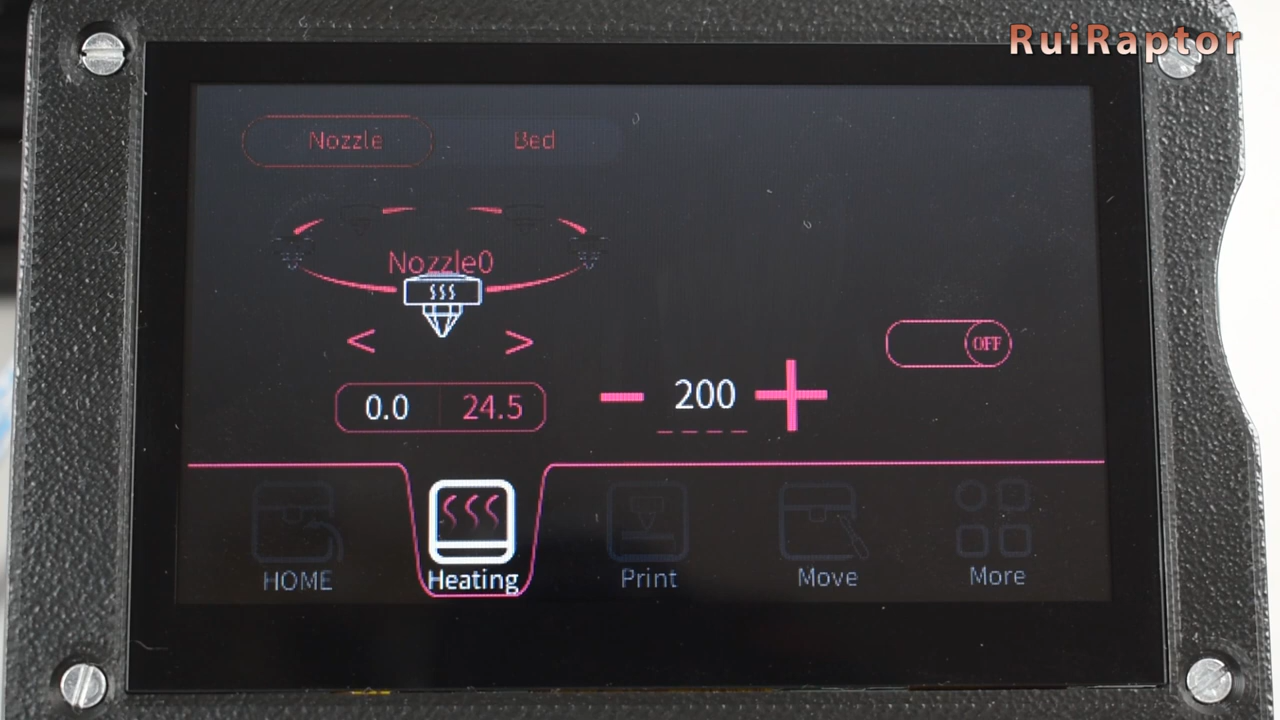 RuiRaptor
Nozzle Bed
Nozzle0
< >
0.0 24.5 − 200 + OFF
HOME Heating Print Move More